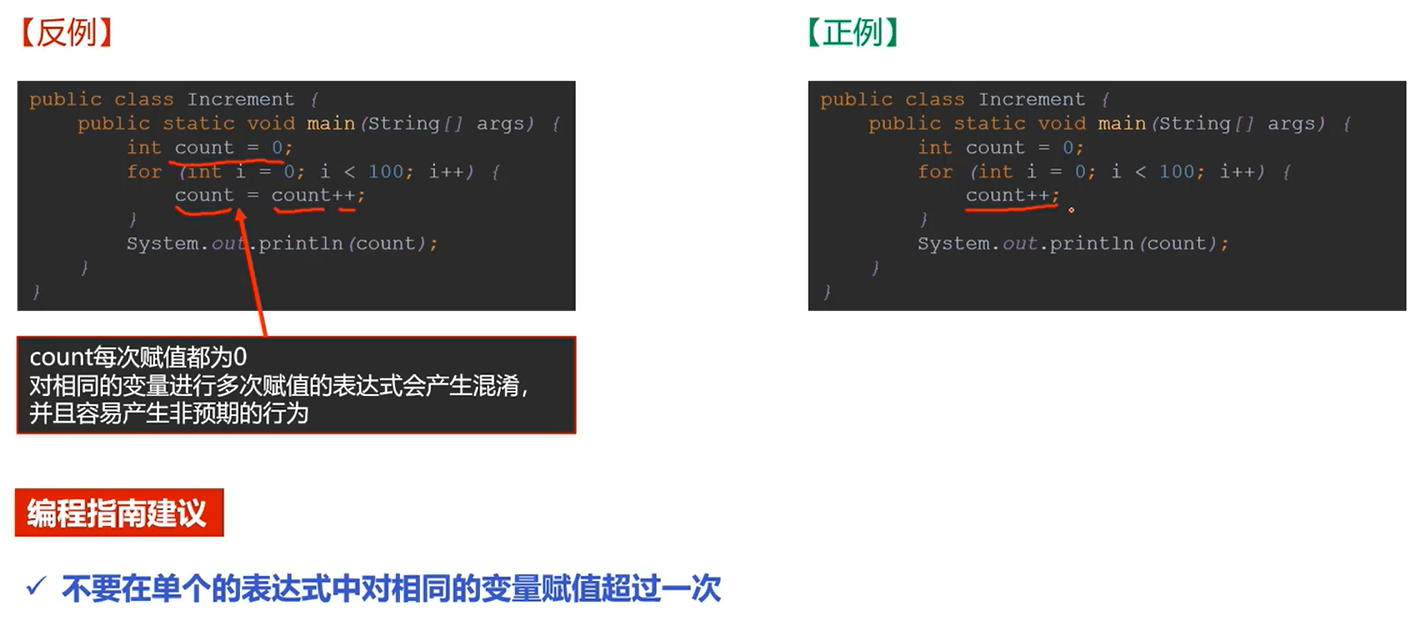 【反例】
public class Increment {
public static void main(String[] args) {
int count = 0;
for (int i = 0; i < 100; i++) {
count = count++;
}
System.out.println(count);
}
}
count每次赋值都为0
对相同的变量进行多次赋值的表达式会产生混淆，
并且容易产生非预期的行为
【正例】
public class Increment {
public static void main(String[] args) {
int count = 0;
for (int i = 0; i < 100; i++) {
count++;
}
System.out.println(count);
}
}
编程指南建议
✓ 不要在单个的表达式中对相同的变量赋值超过一次